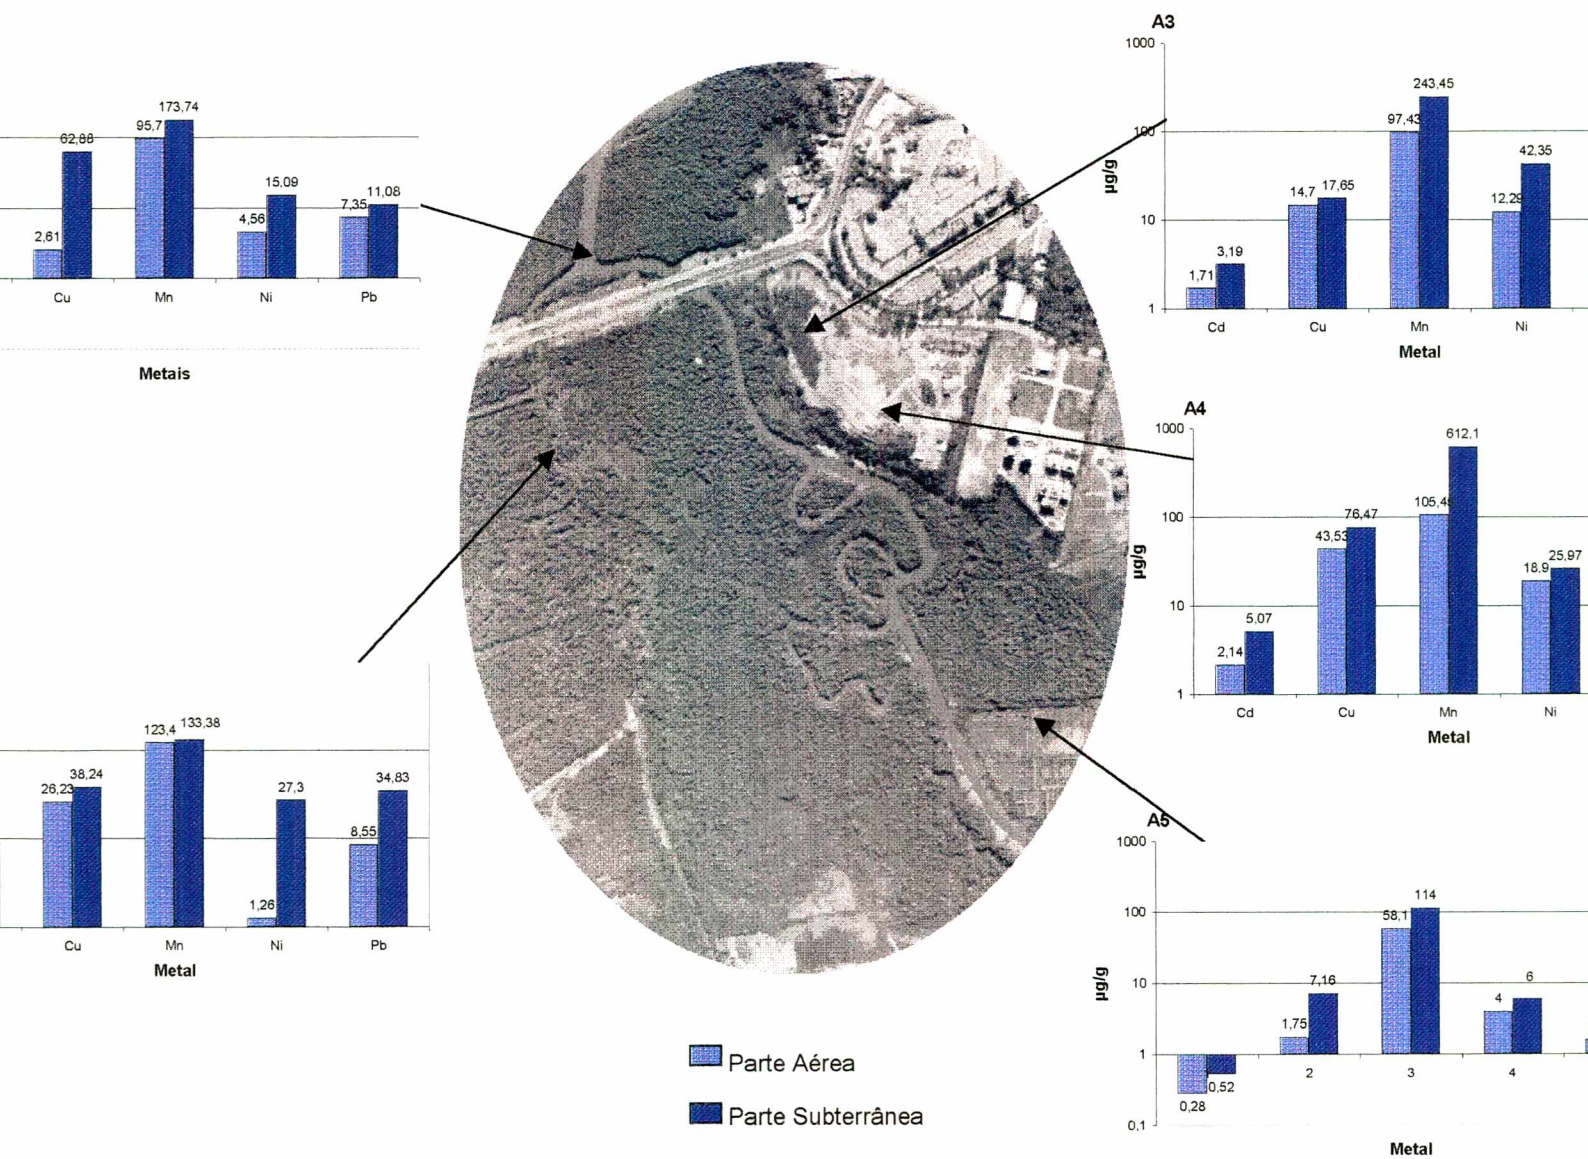 173,74
95,7
62,88
15,09
11,08
7,35
4,56
2,61
Cu Mn Ni Pb
Metais
A3
1000
243,45
100
97,43
42,35
µg/g
14,7 17,65
12,29
10
3,19
1,71
1
Cd Cu Mn Ni
Metal
A4
1000
612,1
105,49
100
76,47
43,53
µg/g
18,9 25,97
10
5,07
2,14
1
Cd Cu Mn Ni
Metal
123,4 133,38
38,24
26,23
27,3
34,83
8,55
1,26
Cu Mn Ni Pb
Metal
A5
1000
114
100
58,1
µg/g
10
7,16
4 6
1,75
1
2 3 4
0,52
0,28
0,1
Metal
Parte Aérea
Parte Subterrânea